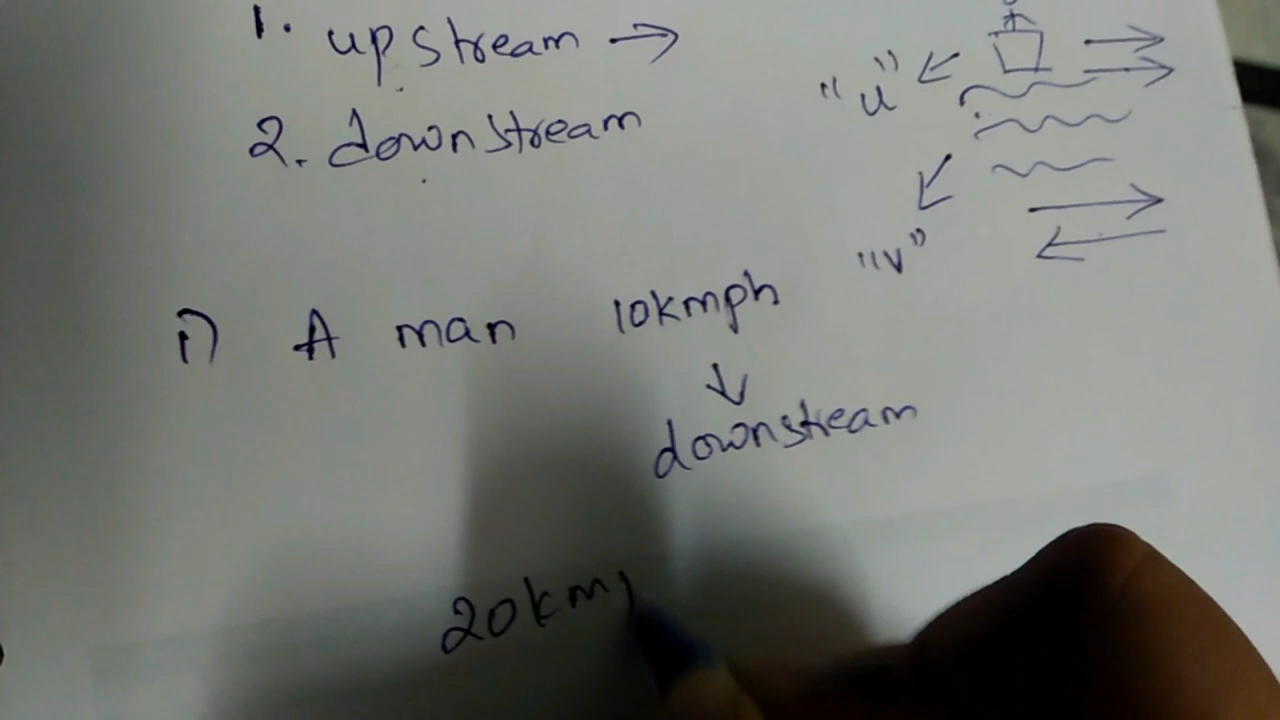 1. upstream →
2. downstream
"u"
"v"
i) A man 10kmph
↓
downstream
20km